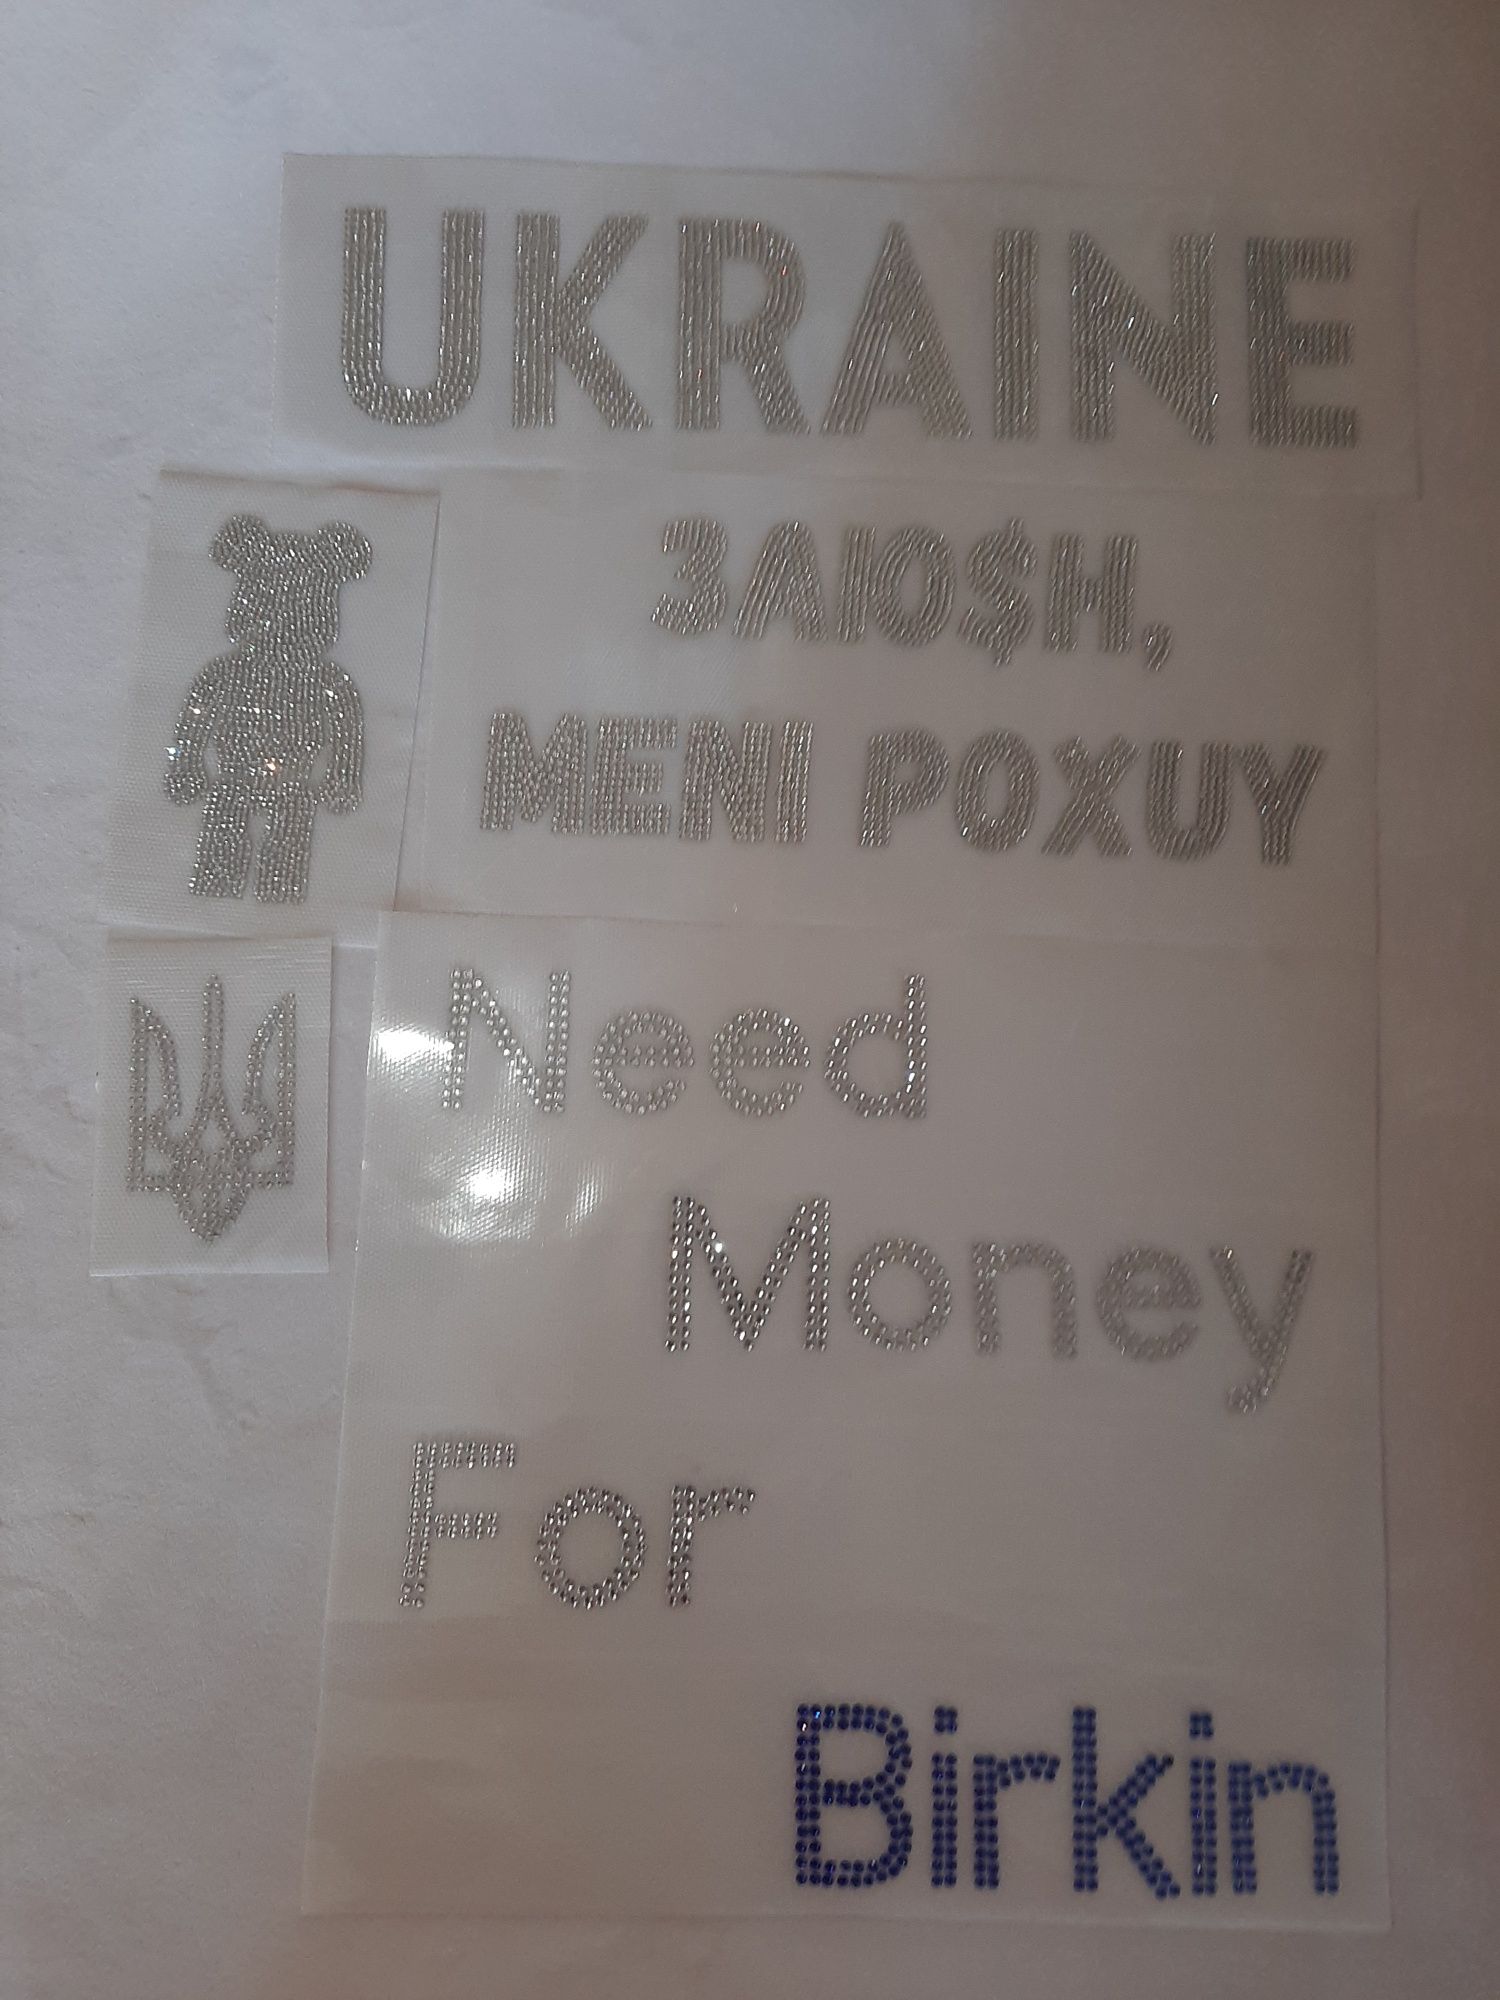 UKRAINE
ЗАЮ$Н,
MENI POXUY
Need
Money
For
Birkin